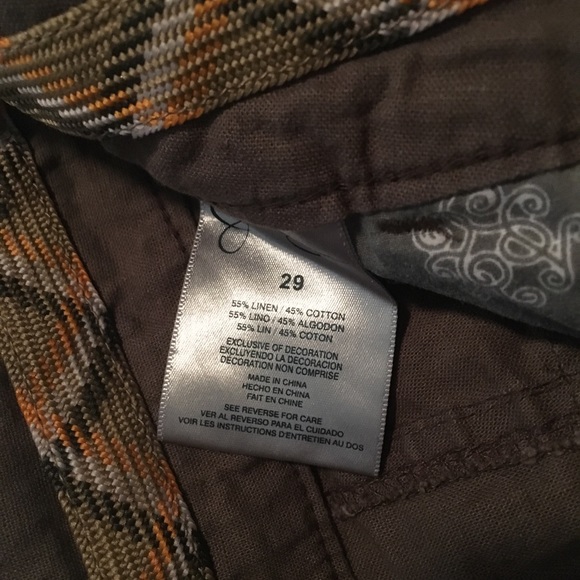 29
55% LINEN / 45% COTTON
55% LINO / 45% ALGODON
55% LIN / 45% COTON
EXCLUSIVE OF DECORATION
EXCLUYENDO LA DECORACIÓN
DECORATION NON COMPRISE
MADE IN CHINA
HECHO EN CHINA
FAIT EN CHINE
SEE REVERSE FOR CARE
VER AL REVERSO PARA EL CUIDADO
VOIR LES INSTRUCTIONS D'ENTRETIEN AU DOS